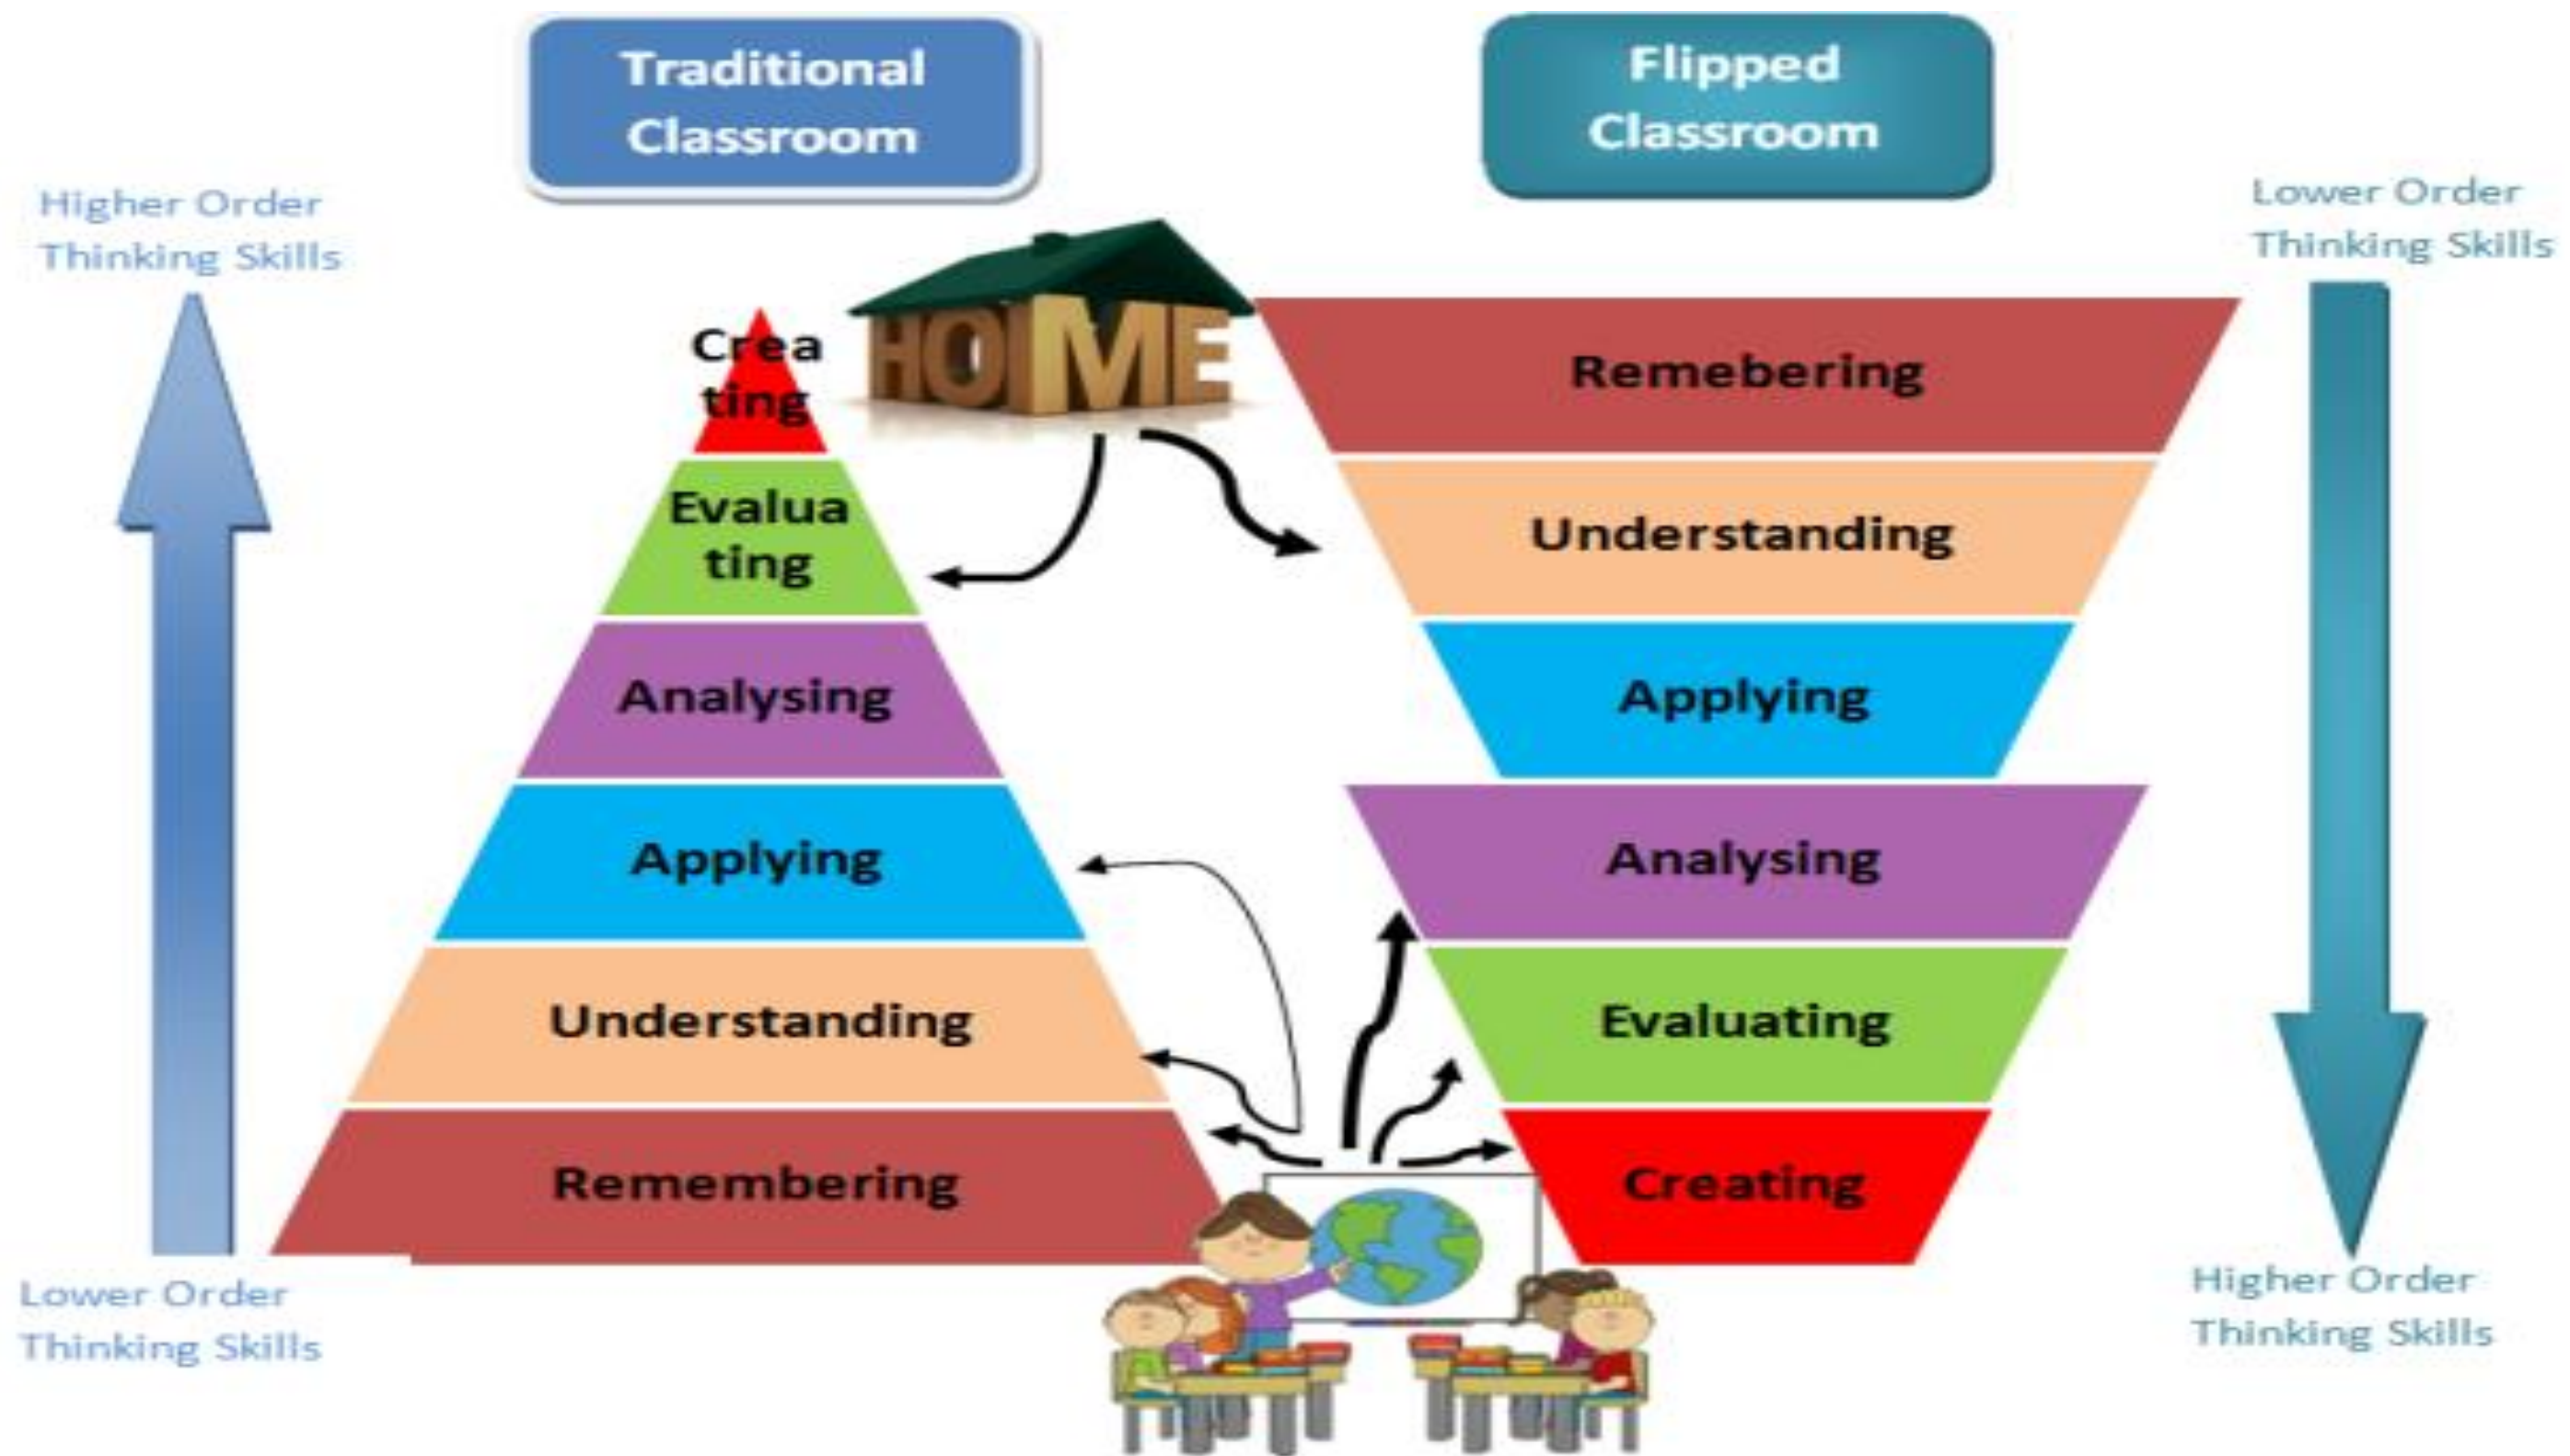 Traditional
Classroom
Flipped
Classroom
Higher Order
Thinking Skills
Lower Order
Thinking Skills
HOME
Crea
ting
Evalua
ting
Analysing
Applying
Understanding
Remembering
Remebering
Understanding
Applying
Analysing
Evaluating
Creating
Lower Order
Thinking Skills
Higher Order
Thinking Skills